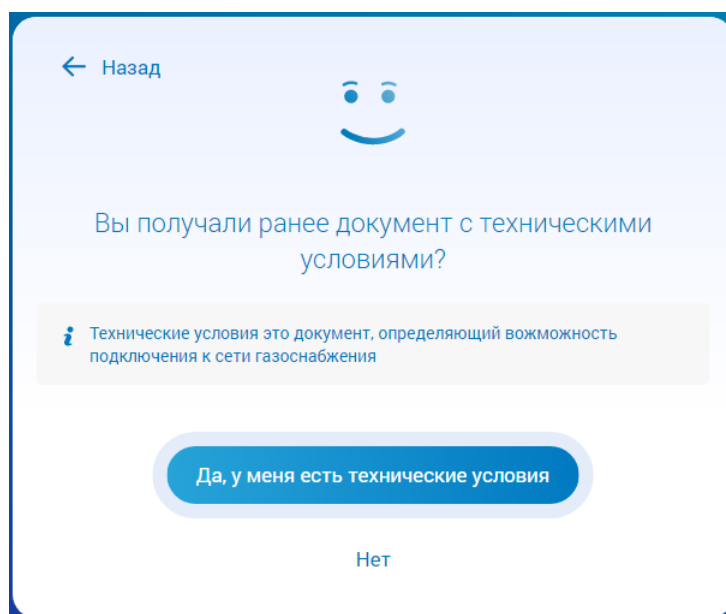 Назад
Вы получали ранее документ с техническими
условиями?
Технические условия это документ, определяющий вожможность
подключения к сети газоснабжения
Да, у меня есть технические условия
Нет